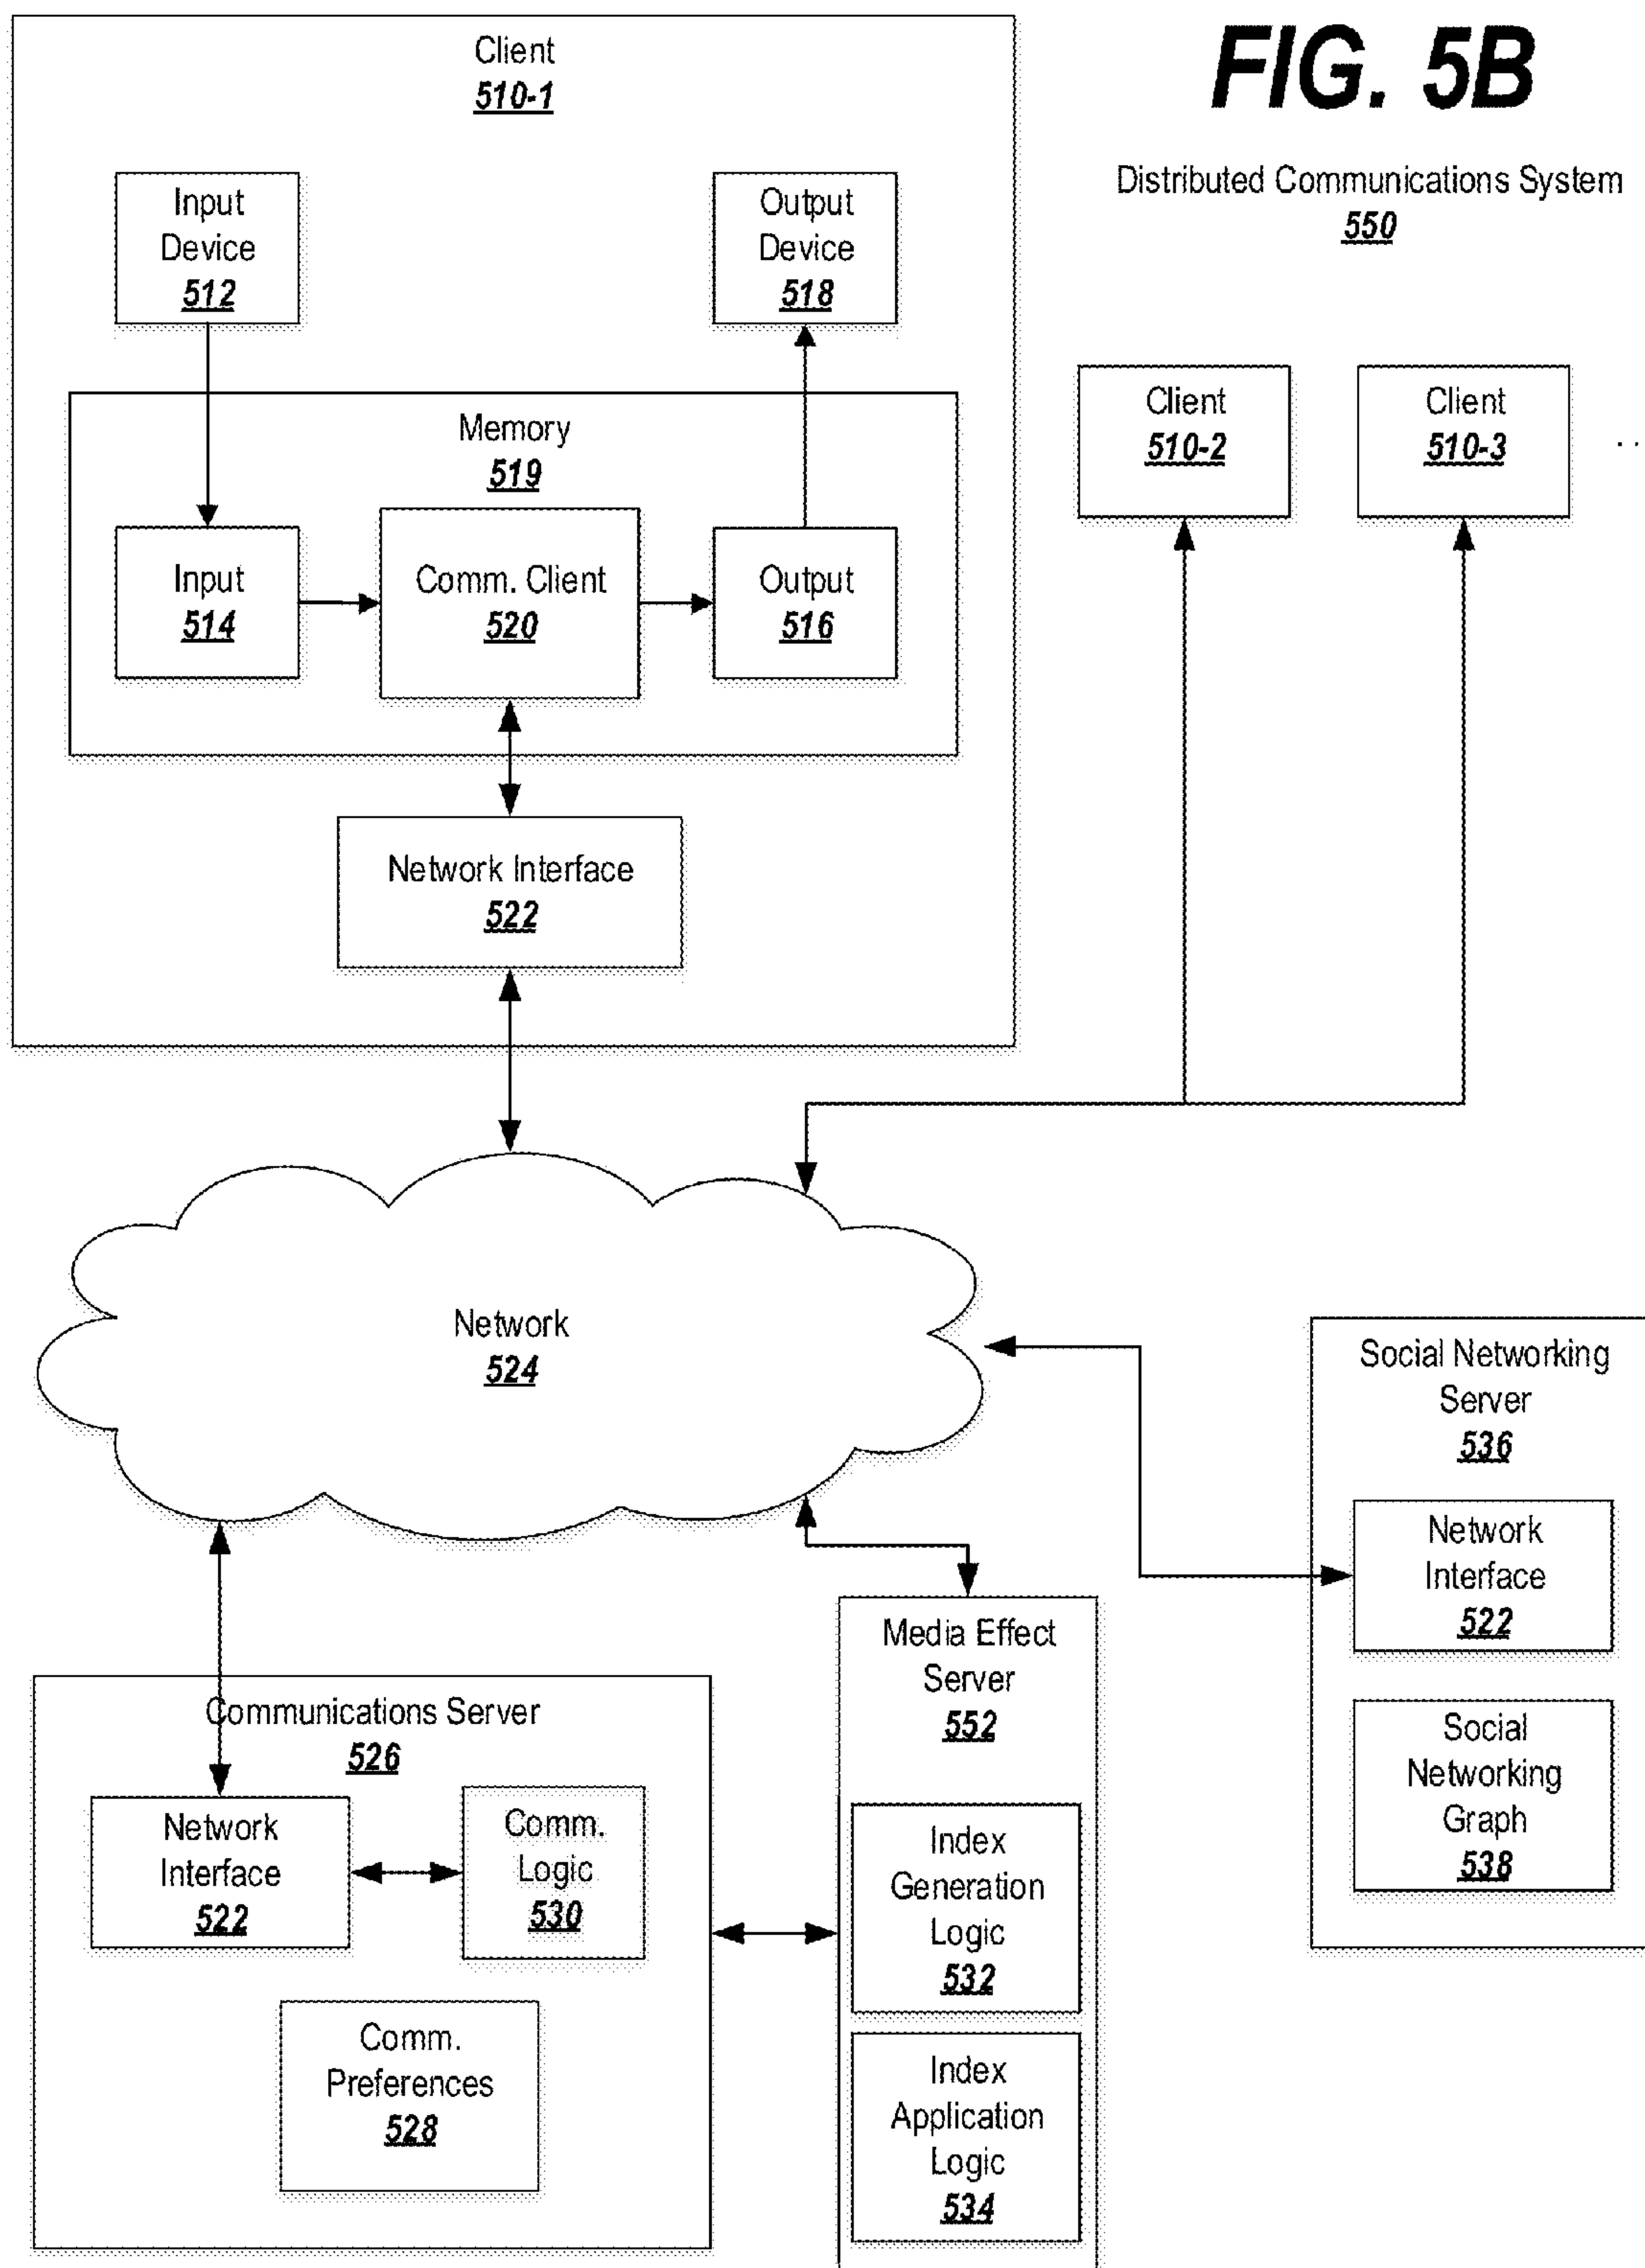 FIG. 5B
Distributed Communications System
550
Client
510-1
Input
Device
512
Output
Device
518
Memory
519
Input
514
Comm. Client
520
Output
516
Network Interface
522
Client
510-2
Client
510-3
..
Network
524
Social Networking
Server
536
Network
Interface
522
Social
Networking
Graph
538
Communications Server
526
Network
Interface
522
Comm.
Logic
530
Comm.
Preferences
528
Media Effect
Server
552
Index
Generation
Logic
532
Index
Application
Logic
534